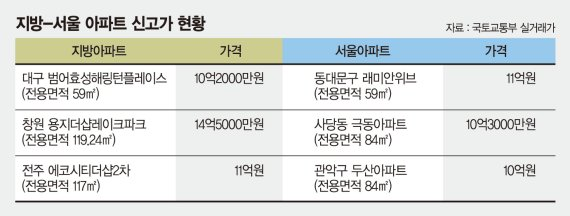 지방-서울 아파트 신고가 현황
자료 : 국토교통부 실거래가
지방아파트 가격 서울아파트 가격
대구 범어효성해링턴플레이스 10억2000만원 동대문구 래미안위브 11억원
(전용면적 59㎡) (전용면적 59㎡)
창원 용지더샵레이크파크 14억5000만원 사당동 극동아파트 10억3000만원
(전용면적 119,24㎡) (전용면적 84㎡)
전주 에코시티더샵2차 11억원 관악구 두산아파트 10억원
(전용면적 117㎡) (전용면적 84㎡)